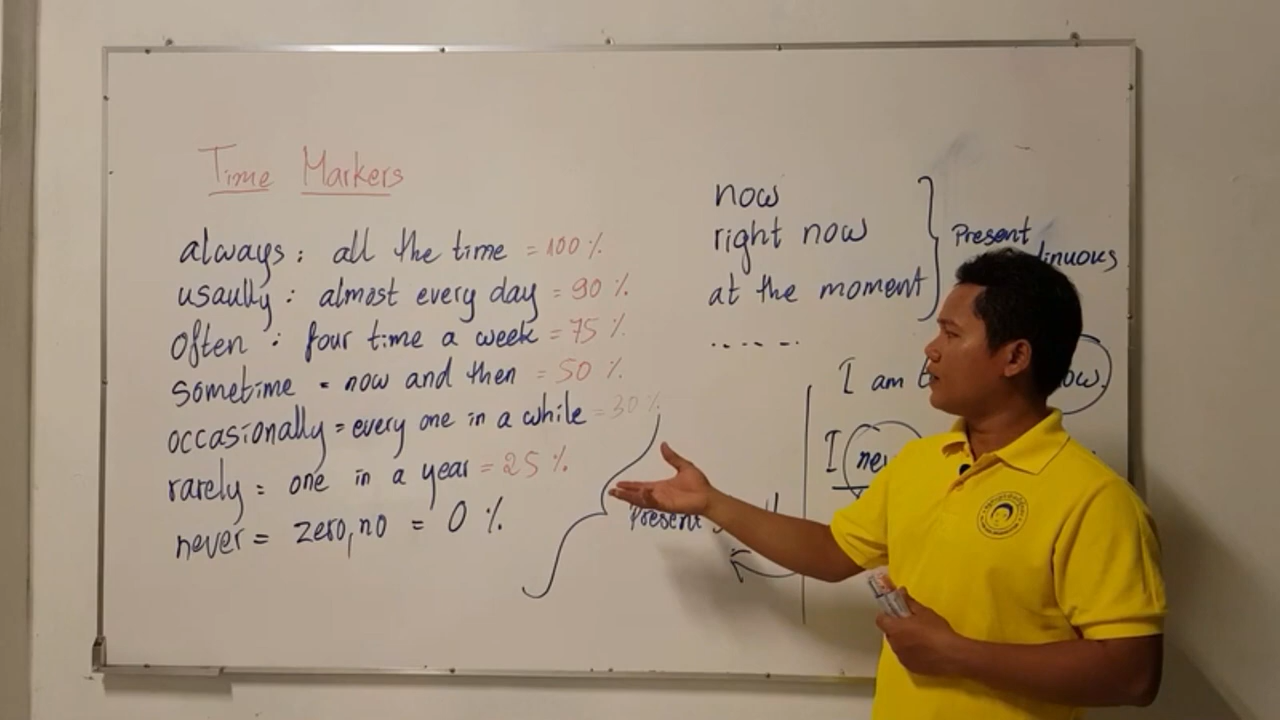 Time Markers
always : all the time = 100 %
usaully : almost every day = 90 %
often : four time a week = 75 %
sometime = now and then = 50 %
occasionally = every one in a while = 30 %
rarely = one in a year = 25 %
never = zero, no = 0 %
Present
now
right now
at the moment
Present
I am
I